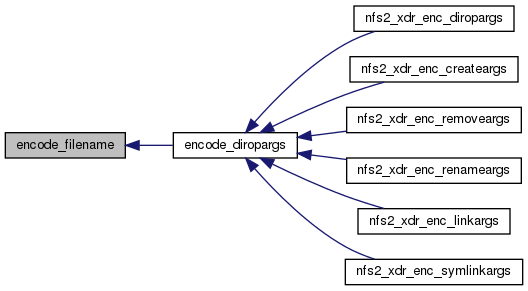 encode_filename
encode_diropargs
nfs2_xdr_enc_diropargs
nfs2_xdr_enc_createargs
nfs2_xdr_enc_removeargs
nfs2_xdr_enc_renameargs
nfs2_xdr_enc_linkargs
nfs2_xdr_enc_symlinkargs